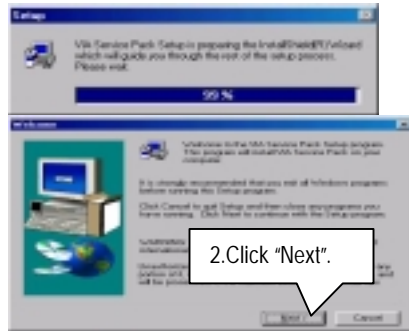 Setup
VIA Service Pack Setup is preparing the InstallShield(R) Wizard
which will guide you through the rest of the setup process.
Please wait.
99 %
Welcome
Welcome to the VIA Service Pack Setup program.
This program will install VIA Service Pack on your
computer.
It is strongly recommended that you exit all Windows programs
before running this Setup program.
Click Cancel to quit Setup and then close any programs you
have running. Click Next to continue with the Setup program.
2.Click “Next”.
Next
Cancel